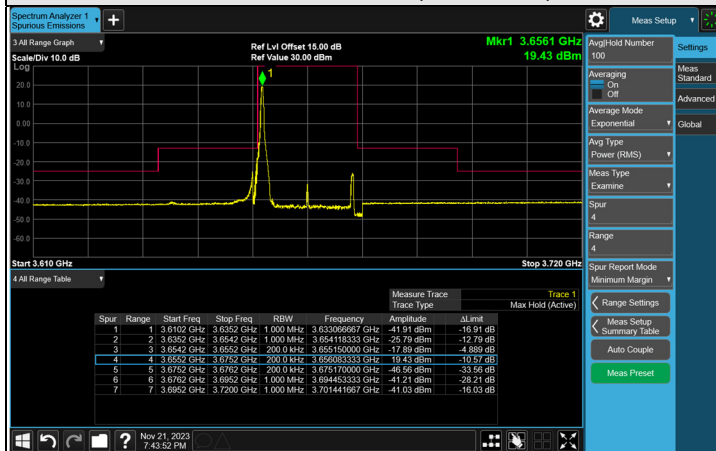 Spectrum Analyzer 1
Spurious Emissions
Meas Setup
3 All Range Graph
Scale/Div 10.0 dB
Ref Lvl Offset 15.00 dB
Ref Value 30.00 dBm
Mkr1 3.6561 GHz
19.43 dBm
Log
1
20.0
10.0
0.00
-10.0
-20.0
-30.0
-40.0
-50.0
-60.0
Start 3.610 GHz
Stop 3.720 GHz
4 All Range Table
Measure Trace Trace 1
Trace Type Max Hold (Active)
Spur Range Start Freq Stop Freq RBW Frequency Amplitude ΔLimit
1 1 3.6102 GHz 3.6352 GHz 1.000 MHz 3.633066667 GHz -41.91 dBm -16.91 dB
2 2 3.6352 GHz 3.6542 GHz 1.000 MHz 3.654118333 GHz -25.79 dBm -12.79 dB
3 3 3.6542 GHz 3.6552 GHz 200.0 kHz 3.655150000 GHz -17.89 dBm -4.889 dB
4 4 3.6552 GHz 3.6752 GHz 200.0 kHz 3.656083333 GHz 19.43 dBm -10.57 dB
5 5 3.6752 GHz 3.6762 GHz 200.0 kHz 3.675170000 GHz -46.56 dBm -33.56 dB
6 6 3.6762 GHz 3.6952 GHz 1.000 MHz 3.694453333 GHz -41.21 dBm -28.21 dB
7 7 3.6952 GHz 3.7200 GHz 1.000 MHz 3.701441667 GHz -41.03 dBm -16.03 dB
Avg|Hold Number
100
Averaging
On
Off
Average Mode
Exponential
Avg Type
Power (RMS)
Meas Type
Examine
Spur
4
Range
4
Spur Report Mode
Minimum Margin
Range Settings
Meas Setup
Summary Table
Auto Couple
Meas Preset
Settings
Meas
Standard
Advanced
Global
?
Nov 21, 2023
7:43:52 PM